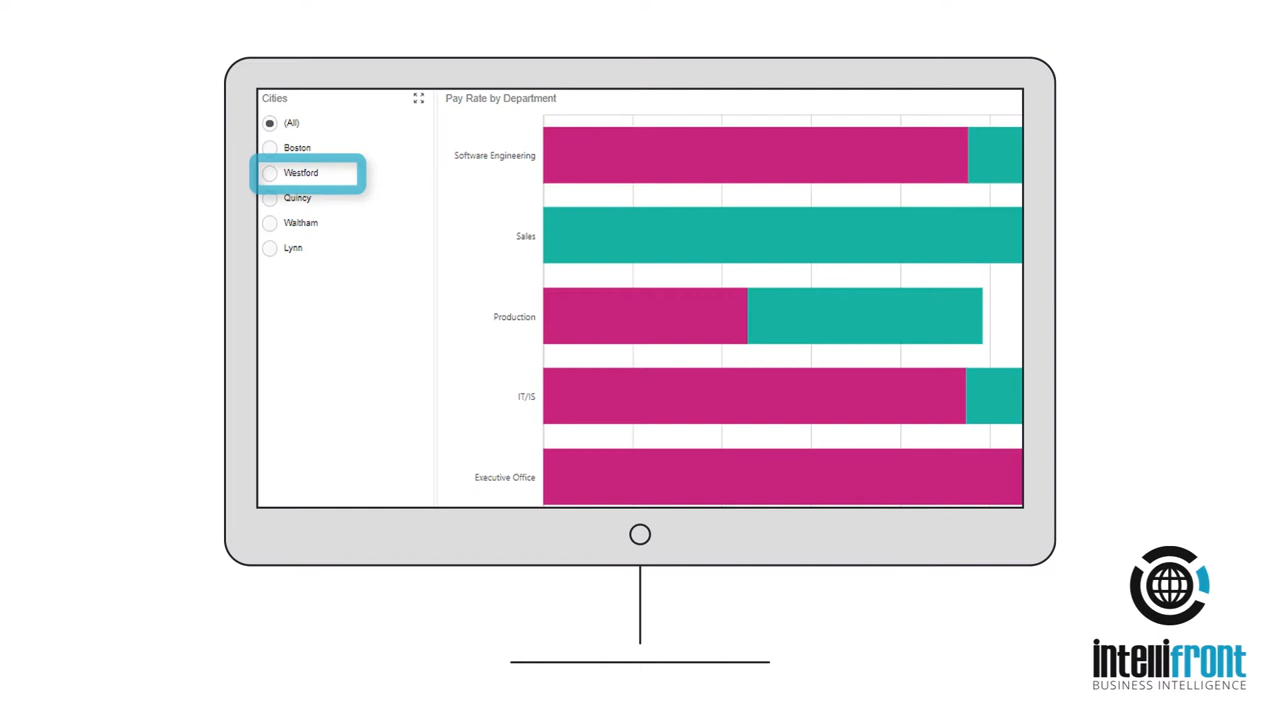 Cities
(All)
Boston
Westford
Quincy
Waltham
Lynn
Pay Rate by Department
Software Engineering
Sales
Production
IT/IS
Executive Office
intellifront
BUSINESS INTELLIGENCE